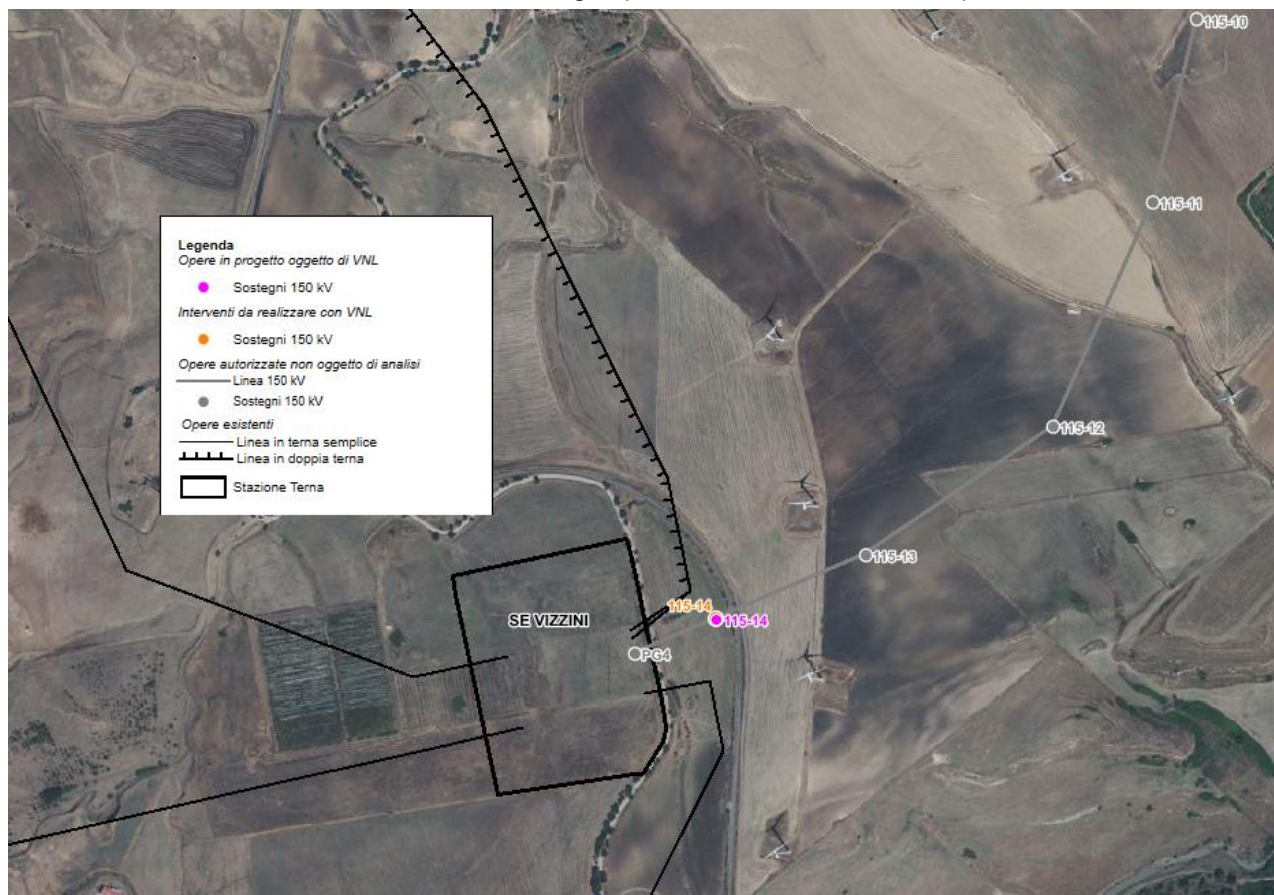 115-10
115-11
Legenda
Opere in progetto oggetto di VNL
Sostegni 150 kV
Interventi da realizzare con VNL
Sostegni 150 kV
Opere autorizzate non oggetto di analisi
Linea 150 kV
Sostegni 150 kV
Opere esistenti
Linea in terna semplice
Linea in doppia terna
Stazione Terna
115-12
115-13
115-14
115-14
SE VIZZINI
PG4